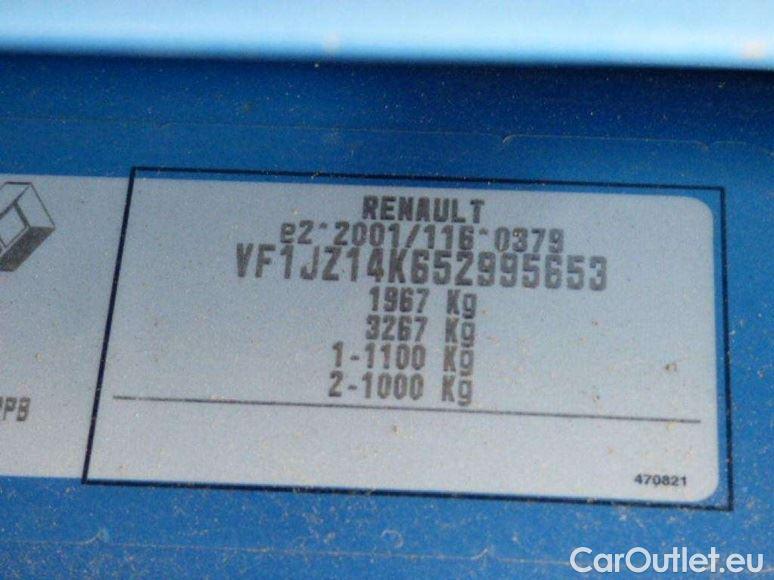 RENAULT
e2*2001/116*0379
VF1JZ14K652995653
1967 Kg
3267 Kg
1-1100 Kg
2-1000 Kg
470821
CarOutlet.eu